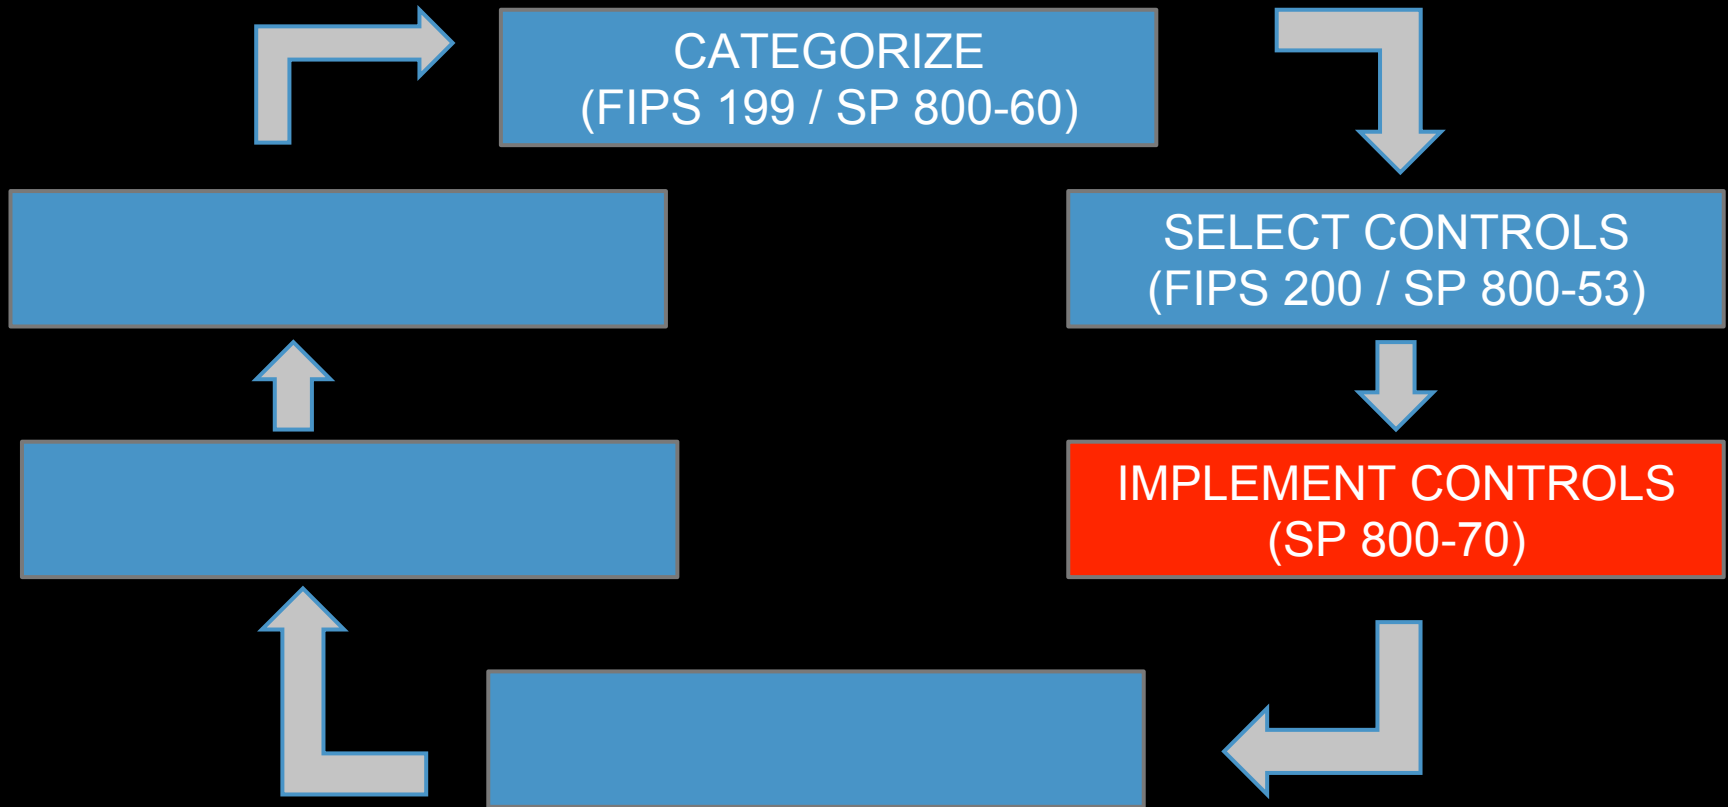 CATEGORIZE
(FIPS 199 / SP 800-60)
SELECT CONTROLS
(FIPS 200 / SP 800-53)
IMPLEMENT CONTROLS
(SP 800-70)